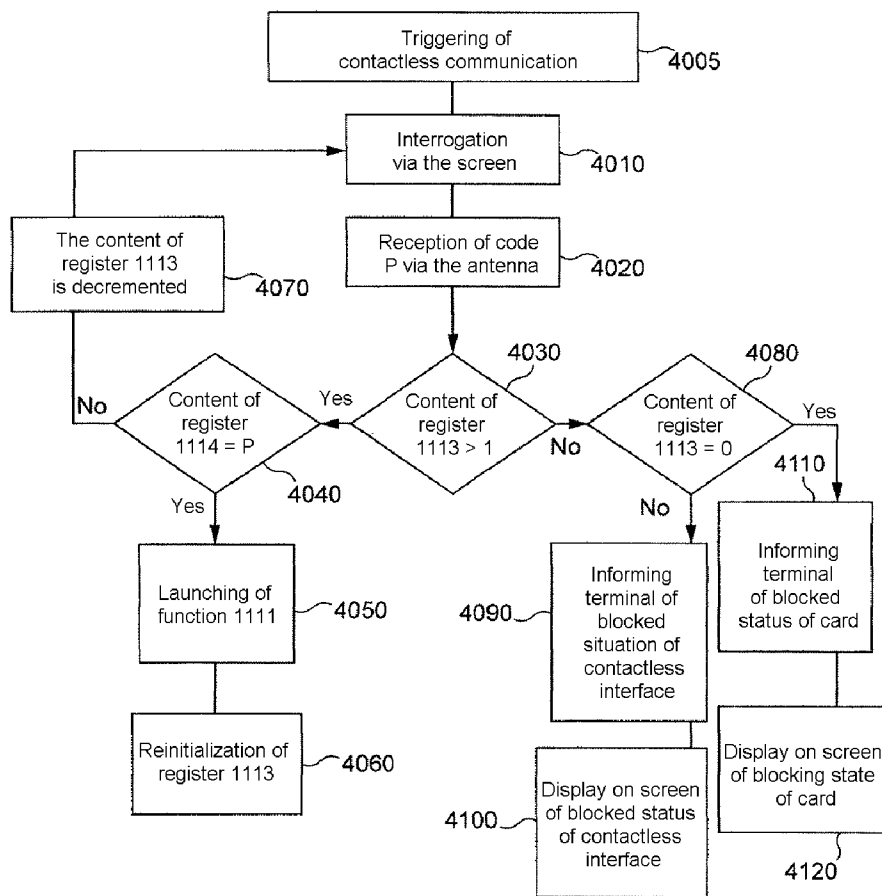 Triggering of
contactless communication
4005
Interrogation
via the screen
4010
The content of
register 1113
is decremented
4070
Reception of code
P via the antenna
4020
4030
4080
No
Content of
register
1114 = P
4040
Yes
Content of
register
1113 > 1
No
Content of
register
1113 = 0
Yes
4110
Yes
No
Launching of
function 1111
4050
4090
Informing
terminal of
blocked
situation of
contactless
interface
Informing
terminal
of blocked
status of card
Reinitialization of
register 1113
4060
4100
Display on screen
of blocked status
of contactless
interface
Display on screen
of blocking state
of card
4120